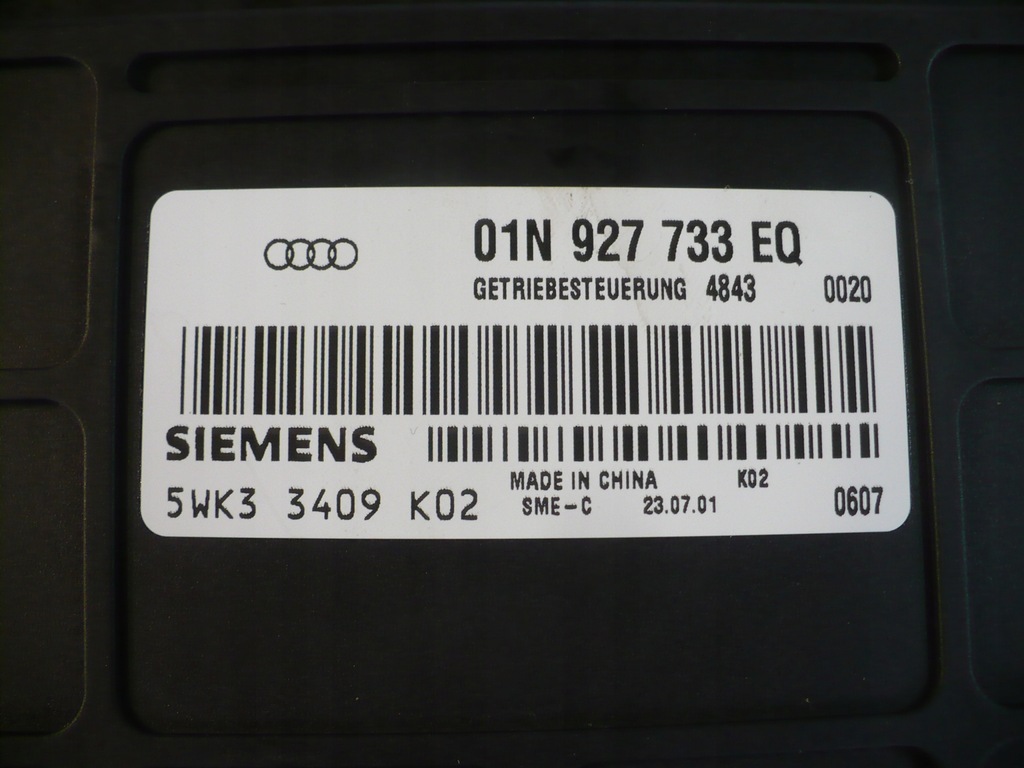 01N 927 733 EQ
GETRIEBESTEUERUNG 4843 0020
SIEMENS
MADE IN CHINA K02
5WK3 3409 K02 SME-C 23.07.01 0607